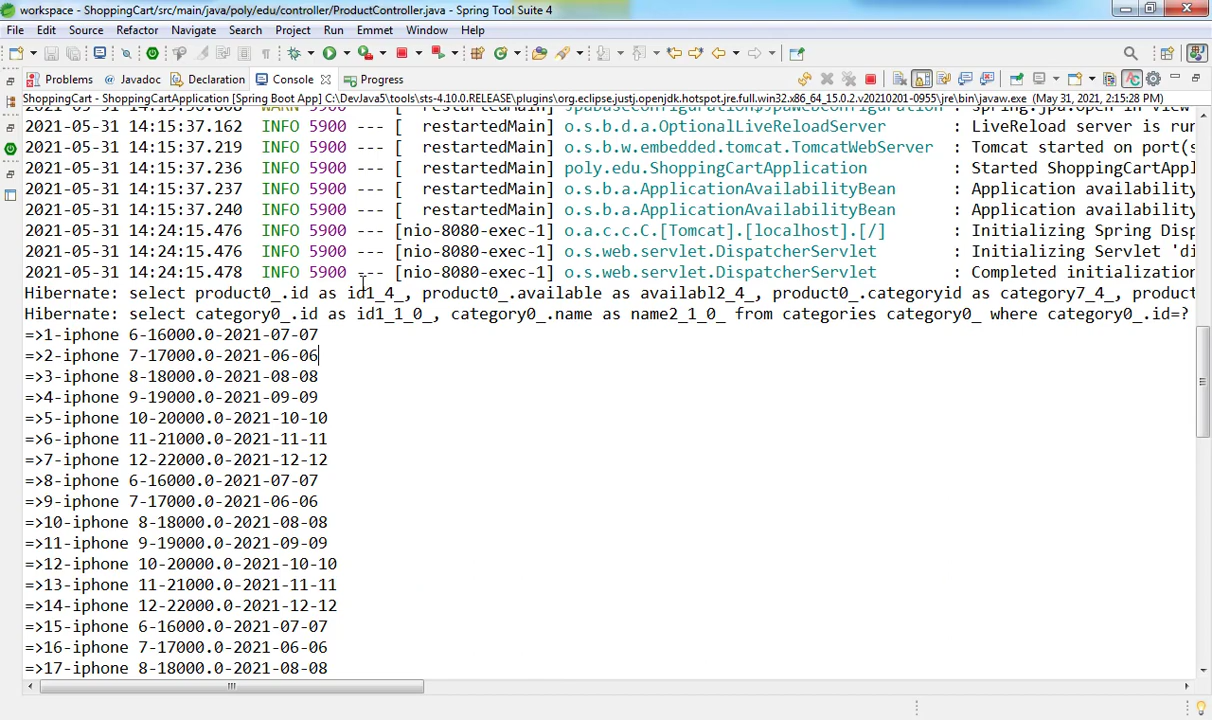 workspace - ShoppingCart/src/main/java/poly/edu/controller/ProductController.java - Spring Tool Suite 4
File Edit Source Refactor Navigate Search Project Run Emmet Window Help
Problems Javadoc Declaration Console Progress
ShoppingCart - ShoppingCartApplication [Spring Boot App] C:\DevJava5\tools\sts-4.10.0.RELEASE\plugins\org.eclipse.justj.openjdk.hotspot.jre.full.win32.x86_64_15.0.2.v20210201-0955\jre\bin\javaw.exe (May 31, 2021, 2:15:28 PM)
2021-05-31 14:15:37.162 INFO 5900 --- [ restartedMain] o.s.b.d.a.OptionalLiveReloadServer : LiveReload server is run
2021-05-31 14:15:37.219 INFO 5900 --- [ restartedMain] o.s.b.w.embedded.tomcat.TomcatWebServer : Tomcat started on port(s
2021-05-31 14:15:37.236 INFO 5900 --- [ restartedMain] poly.edu.ShoppingCartApplication : Started ShoppingCartAppl
2021-05-31 14:15:37.237 INFO 5900 --- [ restartedMain] o.s.b.a.ApplicationAvailabilityBean : Application availability
2021-05-31 14:15:37.240 INFO 5900 --- [ restartedMain] o.s.b.a.ApplicationAvailabilityBean : Application availability
2021-05-31 14:24:15.476 INFO 5900 --- [nio-8080-exec-1] o.a.c.c.C.[Tomcat].[localhost].[/] : Initializing Spring Disp
2021-05-31 14:24:15.476 INFO 5900 --- [nio-8080-exec-1] o.s.web.servlet.DispatcherServlet : Initializing Servlet 'di
2021-05-31 14:24:15.478 INFO 5900 --- [nio-8080-exec-1] o.s.web.servlet.DispatcherServlet : Completed initialization
Hibernate: select product0_.id as id1_4_, product0_.available as availabl2_4_, product0_.categoryid as category7_4_, product
Hibernate: select category0_.id as id1_1_0_, category0_.name as name2_1_0_ from categories category0_ where category0_.id=?
=>1-iphone 6-16000.0-2021-07-07
=>2-iphone 7-17000.0-2021-06-06
=>3-iphone 8-18000.0-2021-08-08
=>4-iphone 9-19000.0-2021-09-09
=>5-iphone 10-20000.0-2021-10-10
=>6-iphone 11-21000.0-2021-11-11
=>7-iphone 12-22000.0-2021-12-12
=>8-iphone 6-16000.0-2021-07-07
=>9-iphone 7-17000.0-2021-06-06
=>10-iphone 8-18000.0-2021-08-08
=>11-iphone 9-19000.0-2021-09-09
=>12-iphone 10-20000.0-2021-10-10
=>13-iphone 11-21000.0-2021-11-11
=>14-iphone 12-22000.0-2021-12-12
=>15-iphone 6-16000.0-2021-07-07
=>16-iphone 7-17000.0-2021-06-06
=>17-iphone 8-18000.0-2021-08-08